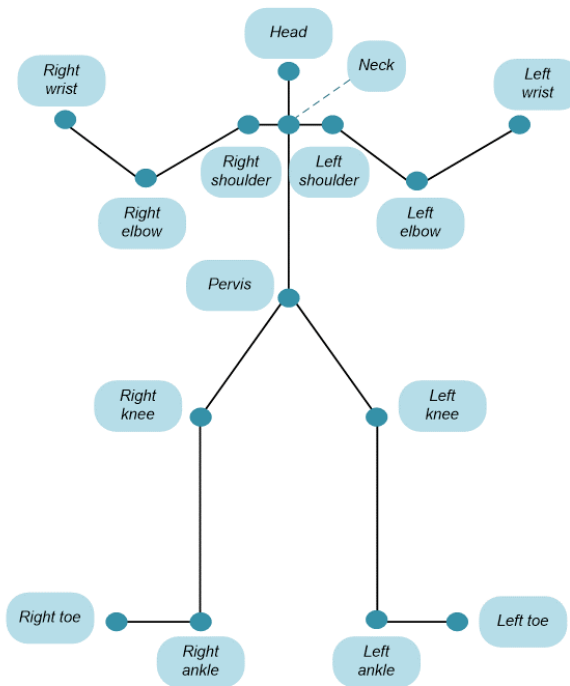 Head
Neck
Right
wrist
Left
wrist
Right
shoulder
Left
shoulder
Right
elbow
Left
elbow
Pervis
Right
knee
Left
knee
Right toe
Left toe
Right
ankle
Left
ankle